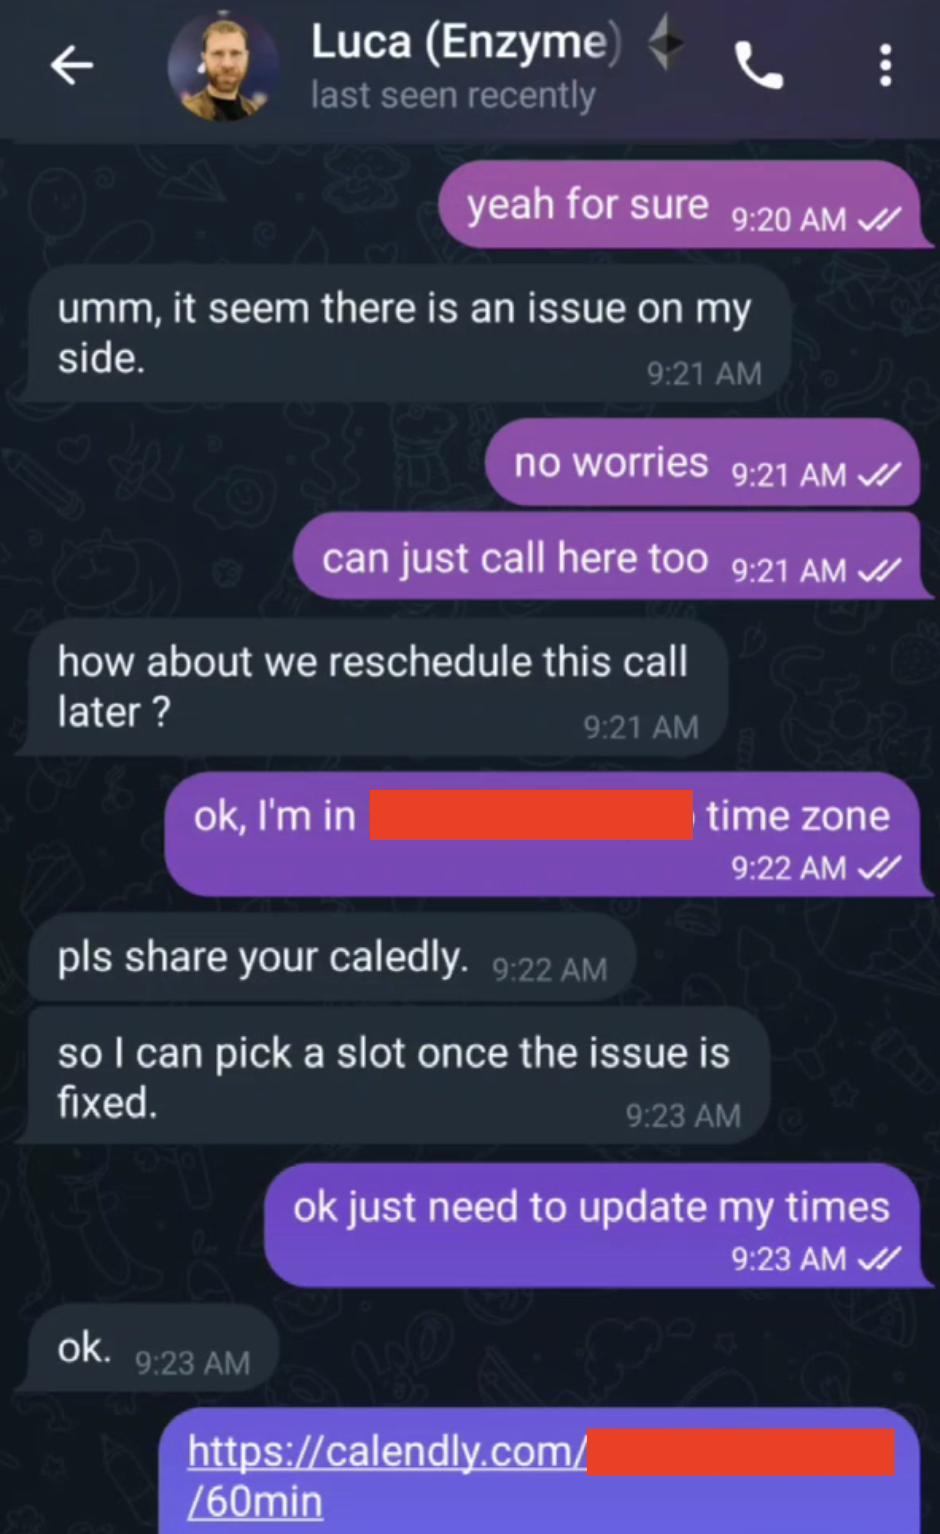 Luca (Enzyme)
last seen recently
yeah for sure 9:20 AM
umm, it seem there is an issue on my
side.
9:21 AM
no worries 9:21 AM
can just call here too 9:21 AM
how about we reschedule this call
later ?
9:21 AM
ok, I'm in time zone
9:22 AM
pls share your caledly. 9:22 AM
so I can pick a slot once the issue is
fixed.
9:23 AM
ok just need to update my times
9:23 AM
ok. 9:23 AM
https://calendly.com/
/60min